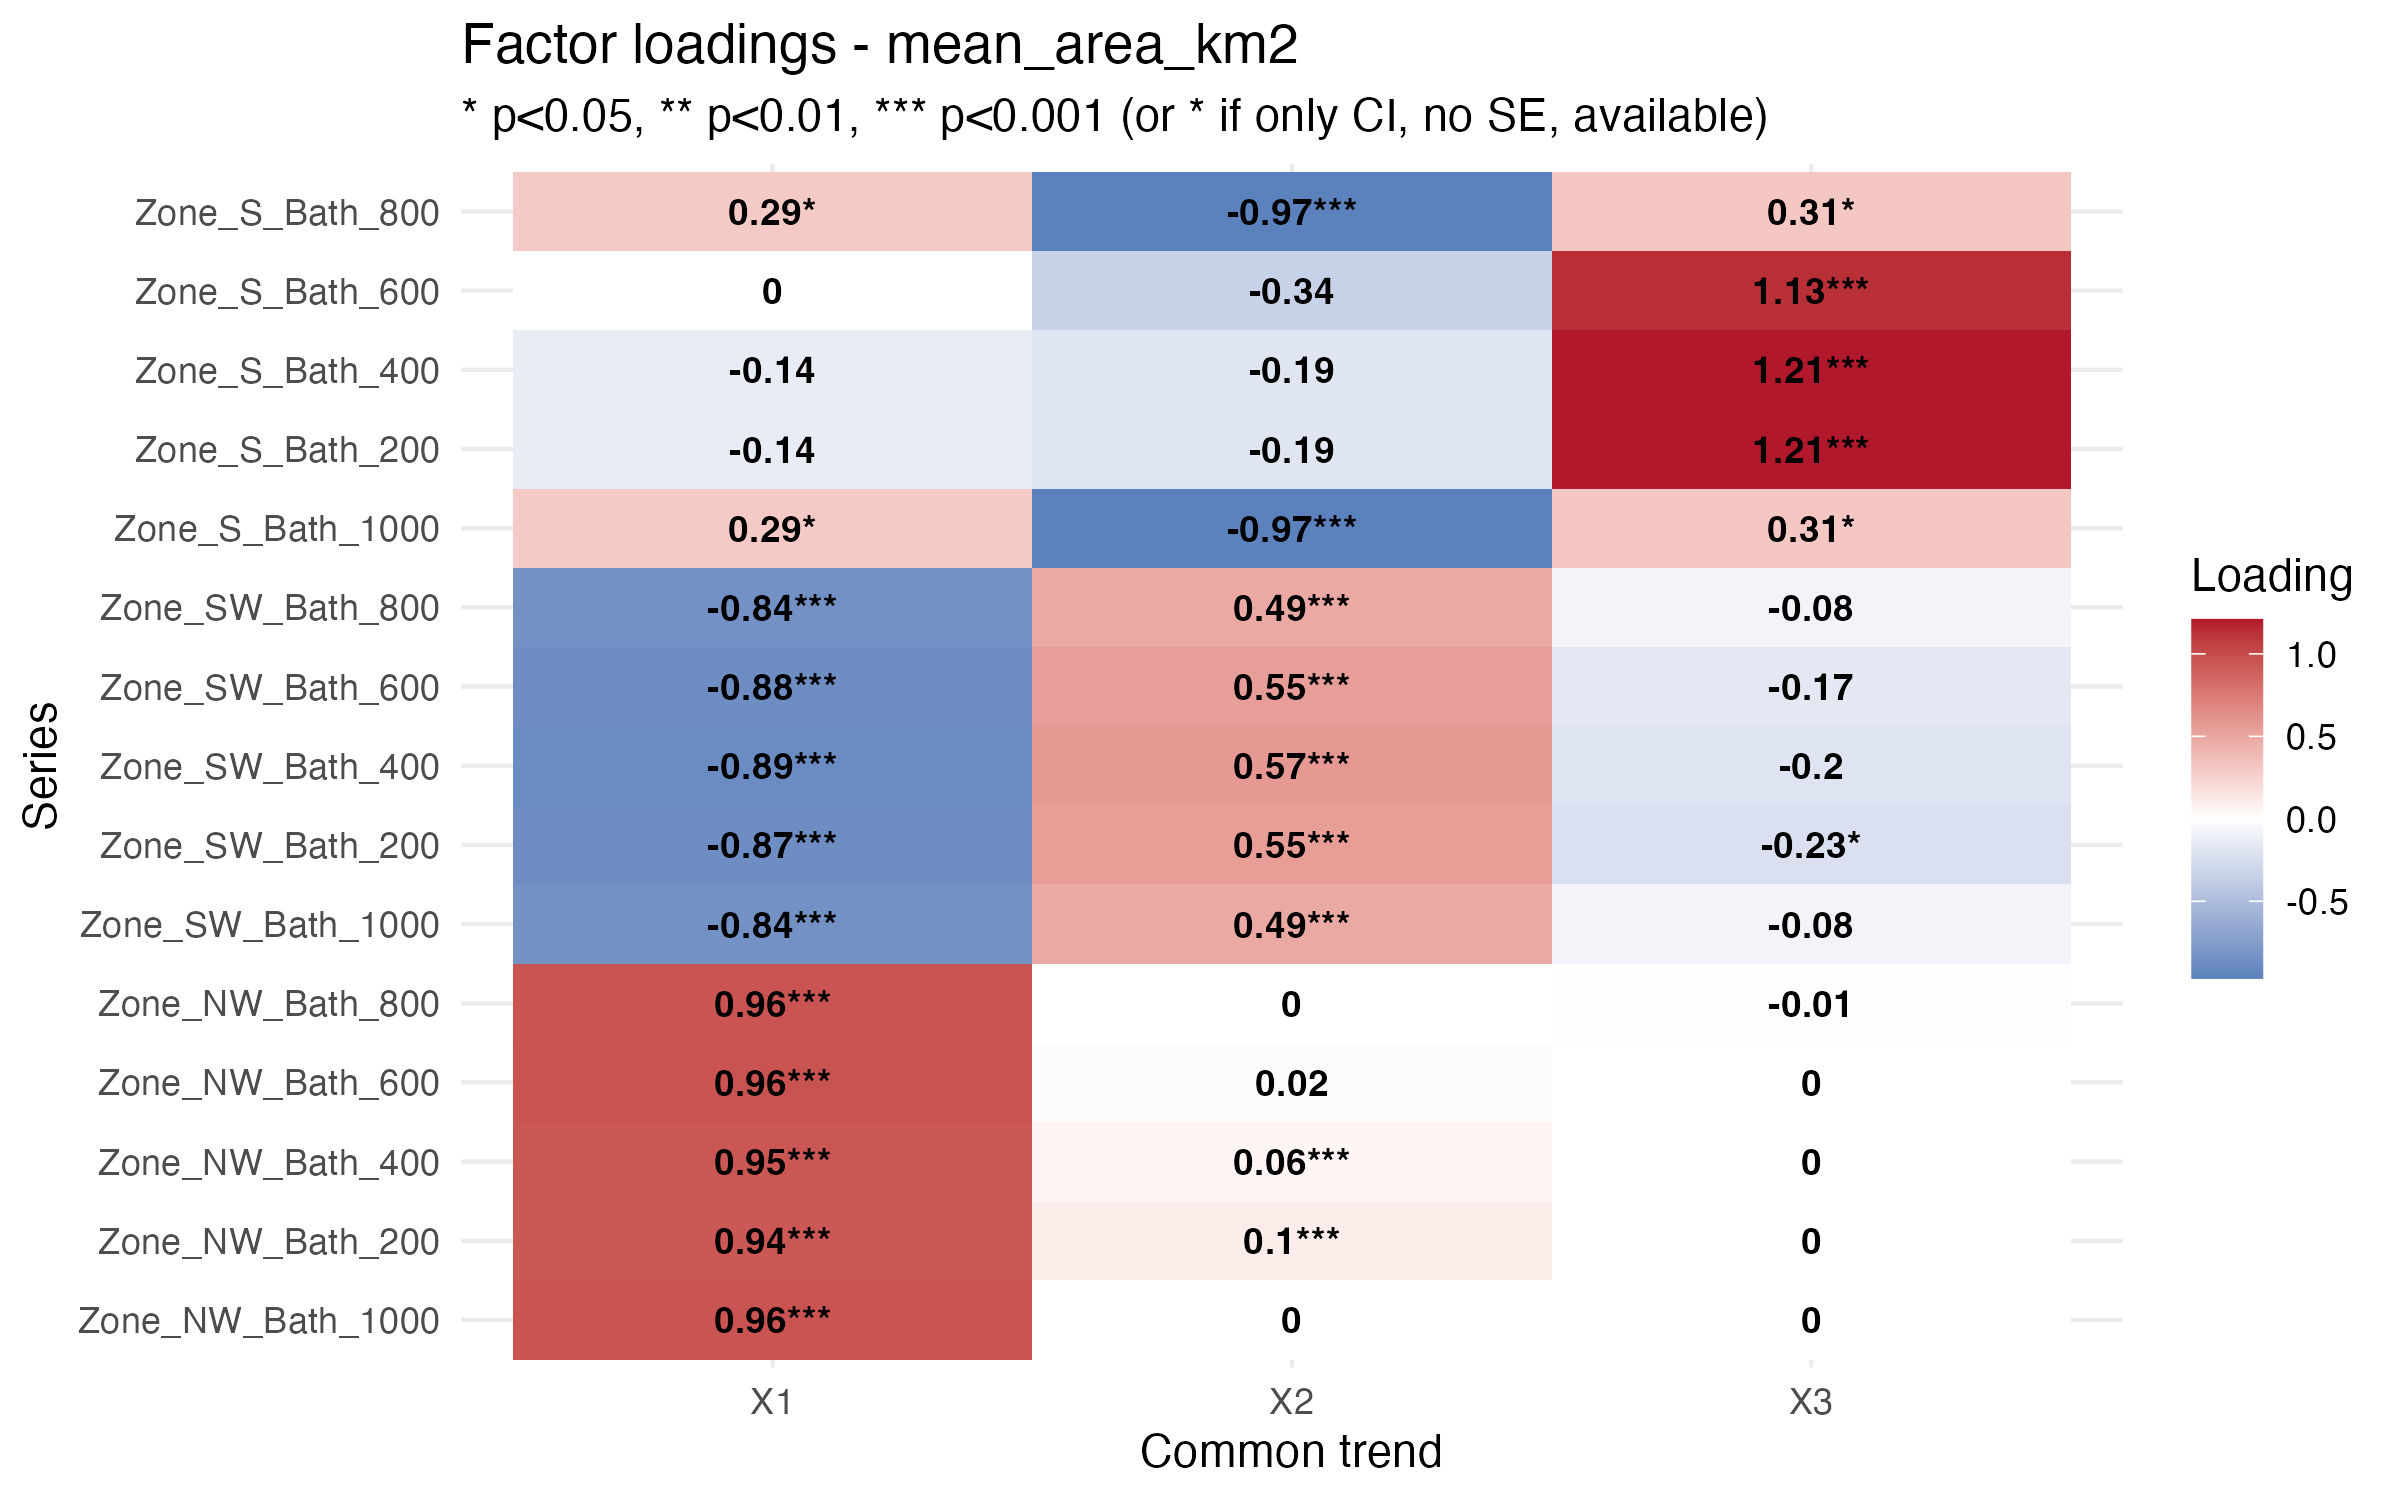 Factor loadings - mean_area_km2
* p<0.05, ** p<0.01, *** p<0.001 (or * if only CI, no SE, available)
Zone_S_Bath_800 0.29* -0.97*** 0.31*
Zone_S_Bath_600 0 -0.34 1.13***
Zone_S_Bath_400 -0.14 -0.19 1.21***
Zone_S_Bath_200 -0.14 -0.19 1.21***
Zone_S_Bath_1000 0.29* -0.97*** 0.31*
Zone_SW_Bath_800 -0.84*** 0.49*** -0.08
Zone_SW_Bath_600 -0.88*** 0.55*** -0.17
Zone_SW_Bath_400 -0.89*** 0.57*** -0.2
Zone_SW_Bath_200 -0.87*** 0.55*** -0.23*
Zone_SW_Bath_1000 -0.84*** 0.49*** -0.08
Zone_NW_Bath_800 0.96*** 0 -0.01
Zone_NW_Bath_600 0.96*** 0.02 0
Zone_NW_Bath_400 0.95*** 0.06*** 0
Zone_NW_Bath_200 0.94*** 0.1*** 0
Zone_NW_Bath_1000 0.96*** 0 0
X1 X2 X3
Common trend
Series
Loading
1.0
0.5
0.0
-0.5